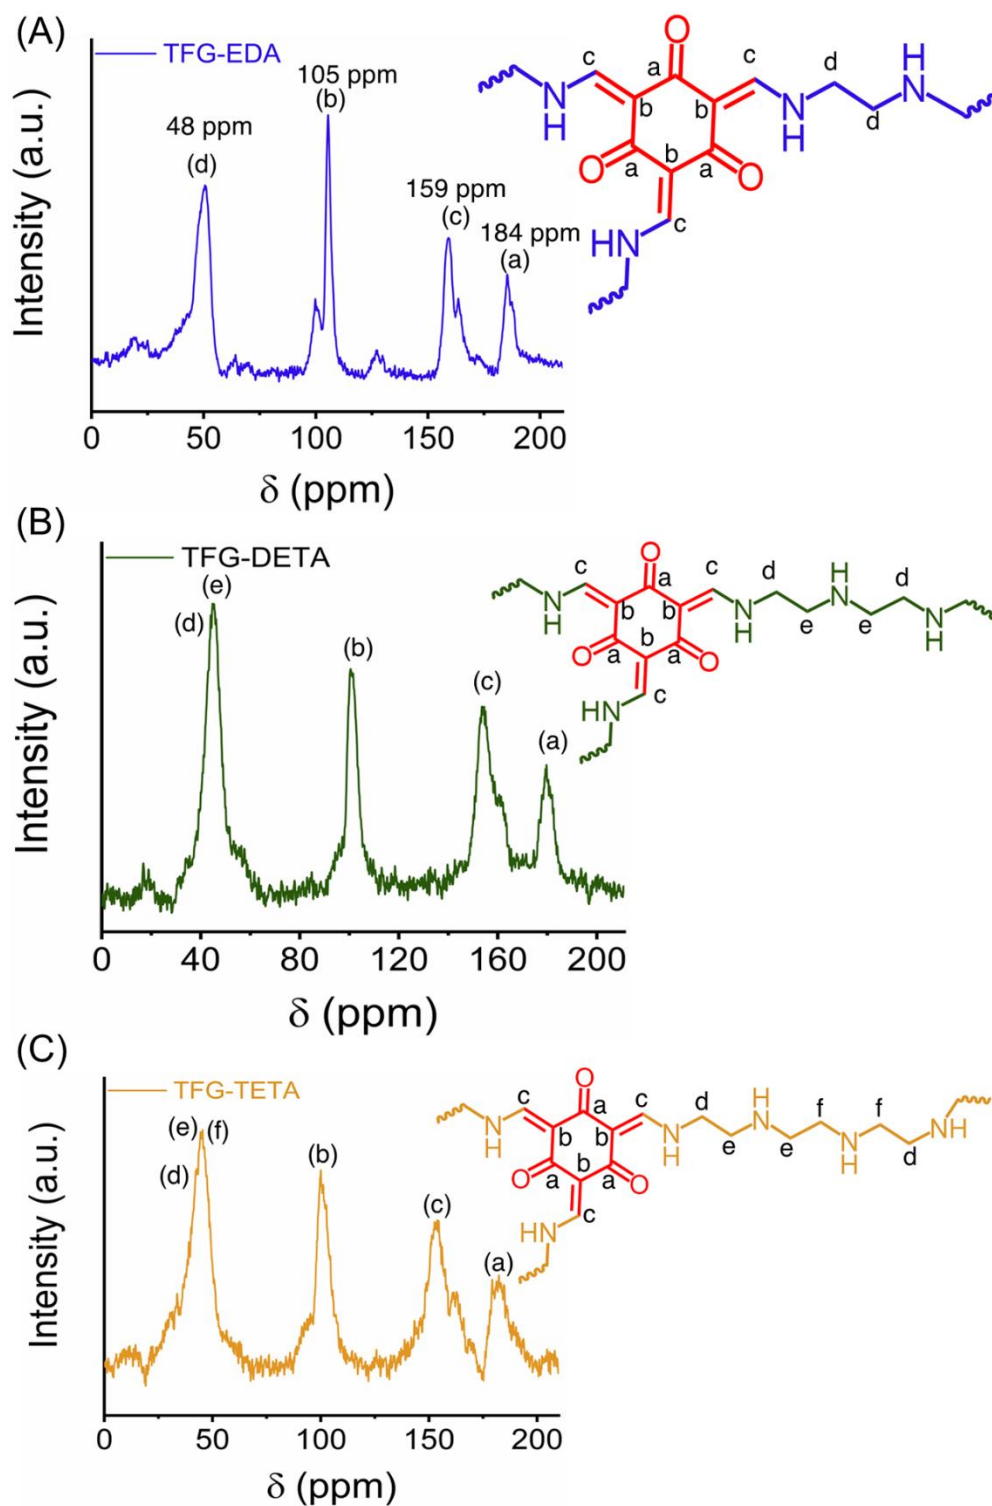 (A)
TFG-EDA
48 ppm
(d)
105 ppm
(b)
159 ppm
(c)
184 ppm
(a)
Intensity (a.u.)
0 50 100 150 200
δ (ppm)
O
c a c d H
N
b b
N N
H H d
b
O a a O
HN c
(B)
TFG-DETA
(e)
(d)
(b)
(c)
(a)
Intensity (a.u.)
0 40 80 120 160 200
δ (ppm)
O
c a c d H d
N
b b
N N e e N
H H H
b
O a a O
HN c
(C)
TFG-TETA
(e) (f)
(d)
(b)
(c)
(a)
Intensity (a.u.)
0 50 100 150 200
δ (ppm)
O
c a c d H f f H
N N
b b
N N e e N d
H H H
b
O a a O
HN c